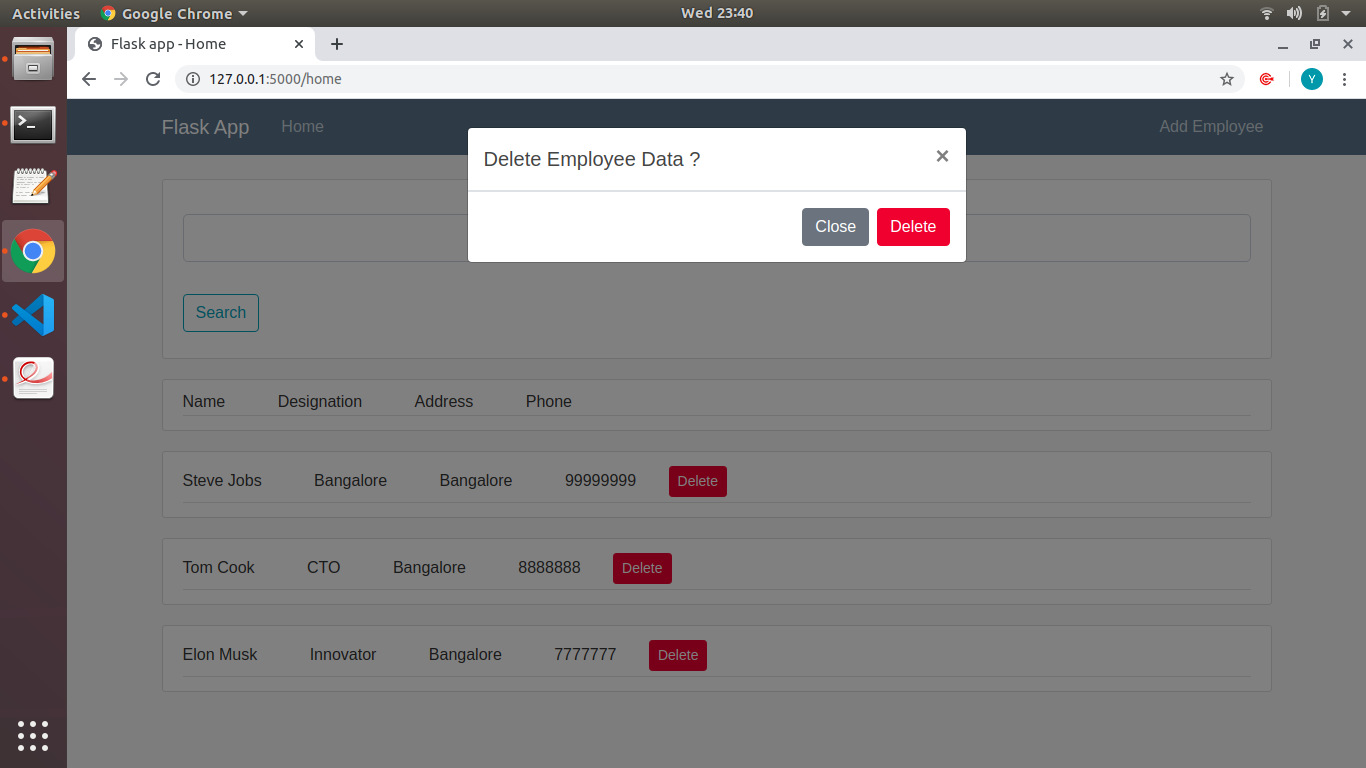 Activities Google Chrome Wed 23:40
Flask app - Home
127.0.0.1:5000/home Y
Flask App Home Add Employee
Delete Employee Data ?
Close Delete
Search
Name Designation Address Phone
Steve Jobs Bangalore Bangalore 99999999 Delete
Tom Cook CTO Bangalore 8888888 Delete
Elon Musk Innovator Bangalore 7777777 Delete